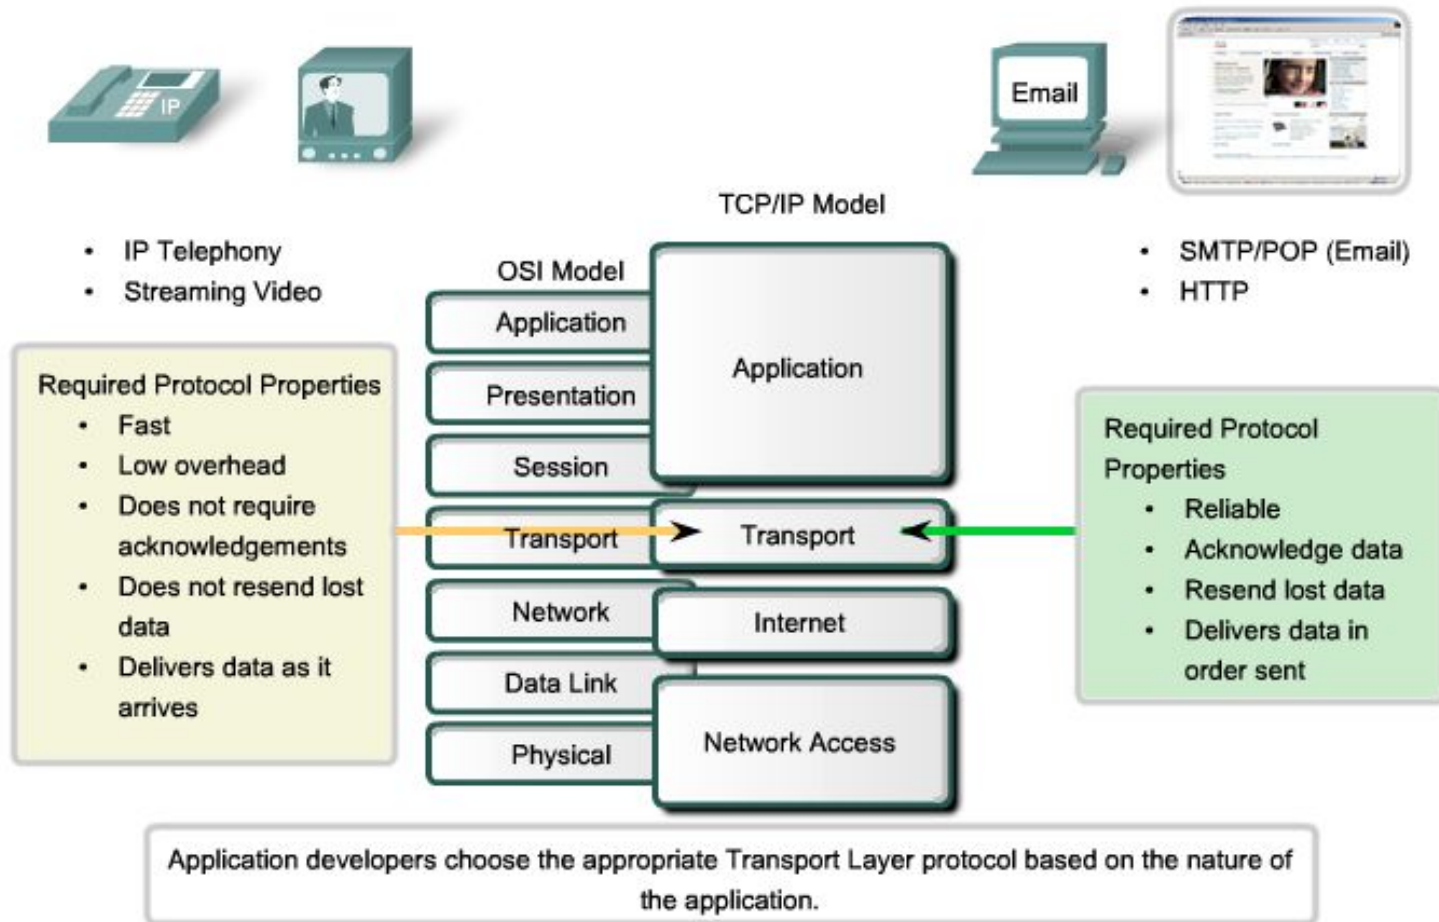 IP
Email
TCP/IP Model
• IP Telephony
• Streaming Video
OSI Model
• SMTP/POP (Email)
• HTTP
Application
Presentation
Session
Transport
Network
Data Link
Physical
Application
Transport
Internet
Network Access
Required Protocol Properties
• Fast
• Low overhead
• Does not require
acknowledgements
• Does not resend lost
data
• Delivers data as it
arrives
Required Protocol
Properties
• Reliable
• Acknowledge data
• Resend lost data
• Delivers data in
order sent
Application developers choose the appropriate Transport Layer protocol based on the nature of
the application.